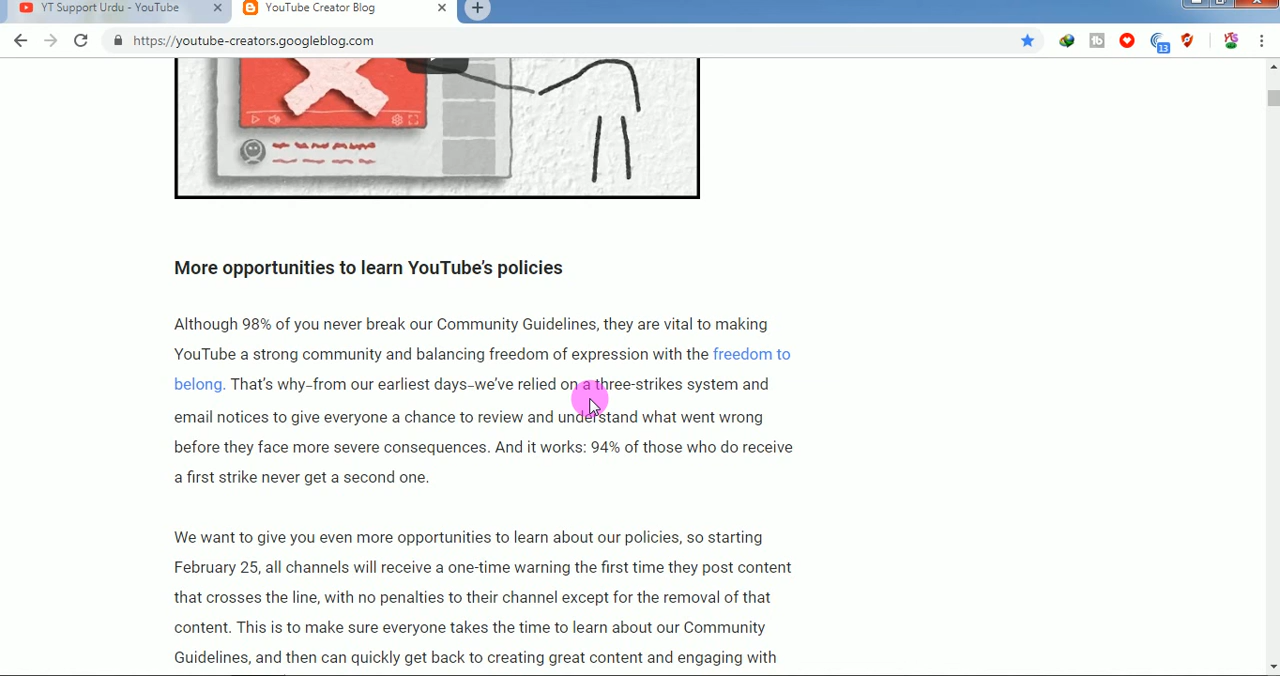 YT Support Urdu - YouTube
YouTube Creator Blog
https://youtube-creators.googleblog.com
13
More opportunities to learn YouTube’s policies
Although 98% of you never break our Community Guidelines, they are vital to making
YouTube a strong community and balancing freedom of expression with the freedom to
belong. That’s why–from our earliest days–we’ve relied on a three-strikes system and
email notices to give everyone a chance to review and understand what went wrong
before they face more severe consequences. And it works: 94% of those who do receive
a first strike never get a second one.
We want to give you even more opportunities to learn about our policies, so starting
February 25, all channels will receive a one-time warning the first time they post content
that crosses the line, with no penalties to their channel except for the removal of that
content. This is to make sure everyone takes the time to learn about our Community
Guidelines, and then can quickly get back to creating great content and engaging with